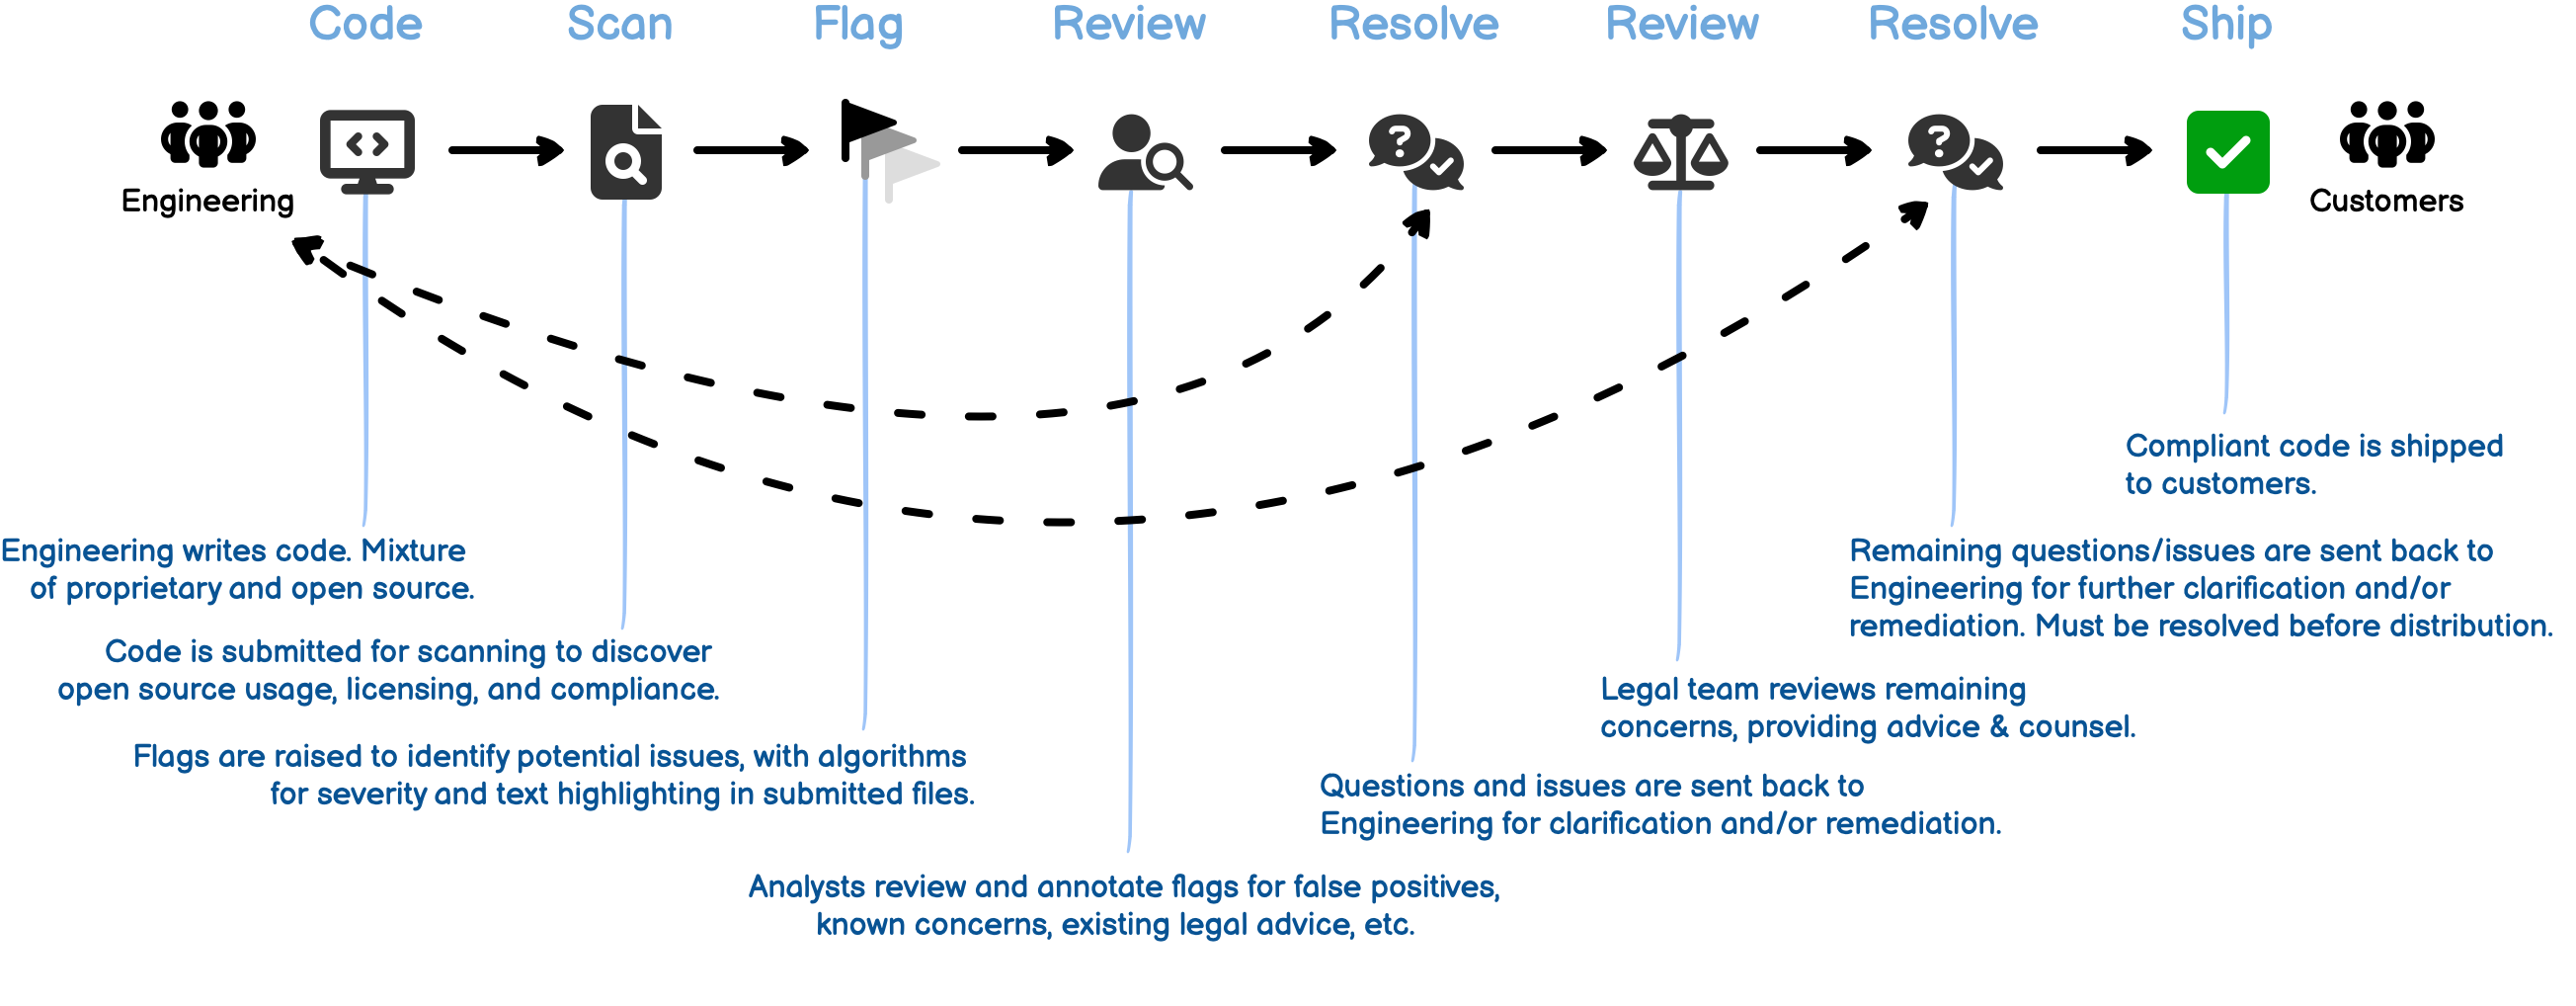 Code
Scan
Flag
Review
Resolve
Review
Resolve
Ship
Engineering
Customers
Engineering writes code. Mixture
of proprietary and open source.
Code is submitted for scanning to discover
open source usage, licensing, and compliance.
Flags are raised to identify potential issues, with algorithms
for severity and text highlighting in submitted files.
Analysts review and annotate flags for false positives,
known concerns, existing legal advice, etc.
Questions and issues are sent back to
Engineering for clarification and/or remediation.
Legal team reviews remaining
concerns, providing advice & counsel.
Remaining questions/issues are sent back to
Engineering for further clarification and/or
remediation. Must be resolved before distribution.
Compliant code is shipped
to customers.